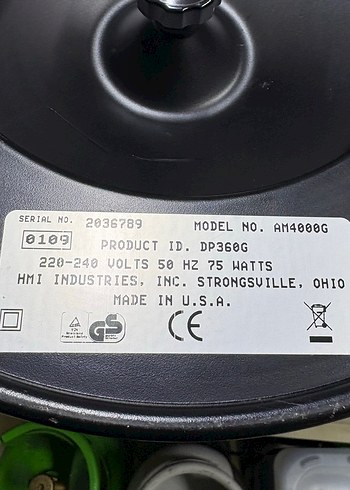 SERIAL NO. 2036789 MODEL NO. AM4000G
0109 PRODUCT ID. DP360G
220-240 VOLTS 50 HZ 75 WATTS
HMI INDUSTRIES, INC. STRONGSVILLE, OHIO
MADE IN U.S.A.
GS CE